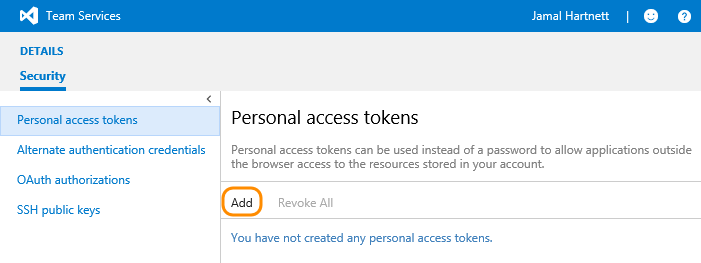 Team Services
Jamal Hartnett | ?
DETAILS
Security
Personal access tokens
Alternate authentication credentials
OAuth authorizations
SSH public keys
Personal access tokens
Personal access tokens can be used instead of a password to allow applications outside
the browser access to the resources stored in your account.
Add Revoke All
You have not created any personal access tokens.